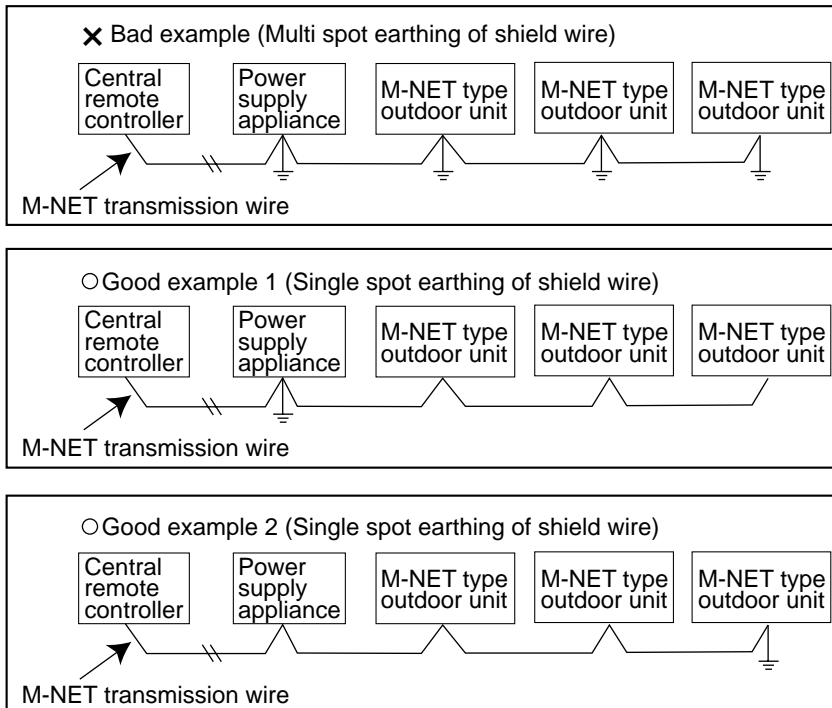 ✕ Bad example (Multi spot earthing of shield wire)
Central
remote
controller
Power
supply
appliance
M-NET type
outdoor unit
M-NET type
outdoor unit
M-NET type
outdoor unit
M-NET transmission wire
○Good example 1 (Single spot earthing of shield wire)
Central
remote
controller
Power
supply
appliance
M-NET type
outdoor unit
M-NET type
outdoor unit
M-NET type
outdoor unit
M-NET transmission wire
○Good example 2 (Single spot earthing of shield wire)
Central
remote
controller
Power
supply
appliance
M-NET type
outdoor unit
M-NET type
outdoor unit
M-NET type
outdoor unit
M-NET transmission wire